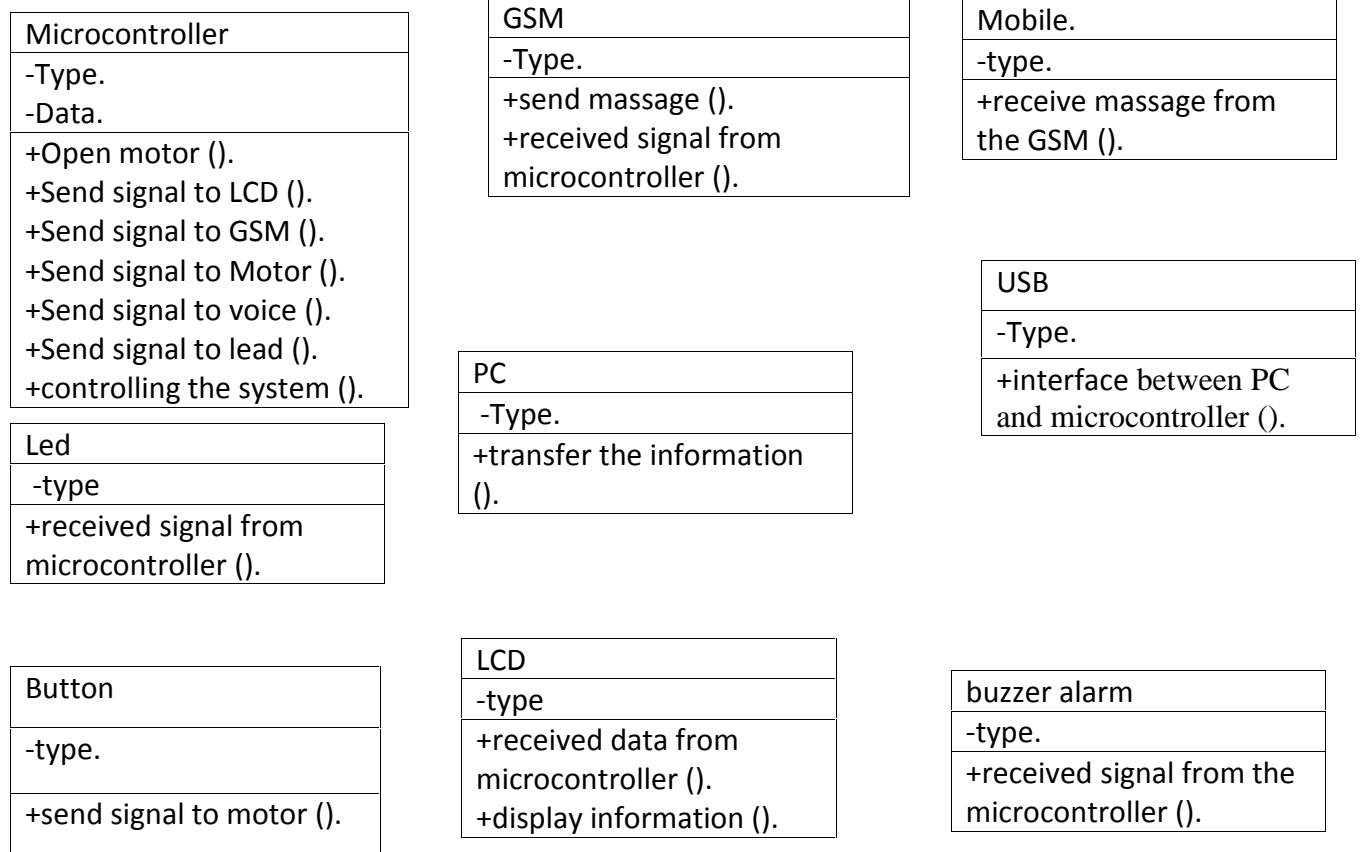 Microcontroller
-Type.
-Data.
+Open motor ().
+Send signal to LCD ().
+Send signal to GSM ().
+Send signal to Motor ().
+Send signal to voice ().
+Send signal to lead ().
+controlling the system ().
GSM
-Type.
+send massage ().
+received signal from
microcontroller ().
Mobile.
-type.
+receive massage from
the GSM ().
USB
-Type.
+interface between PC
and microcontroller ().
PC
-Type.
+transfer the information
().
Led
-type
+received signal from
microcontroller ().
Button
-type.
+send signal to motor ().
LCD
-type
+received data from
microcontroller ().
+display information ().
buzzer alarm
-type.
+received signal from the
microcontroller ().